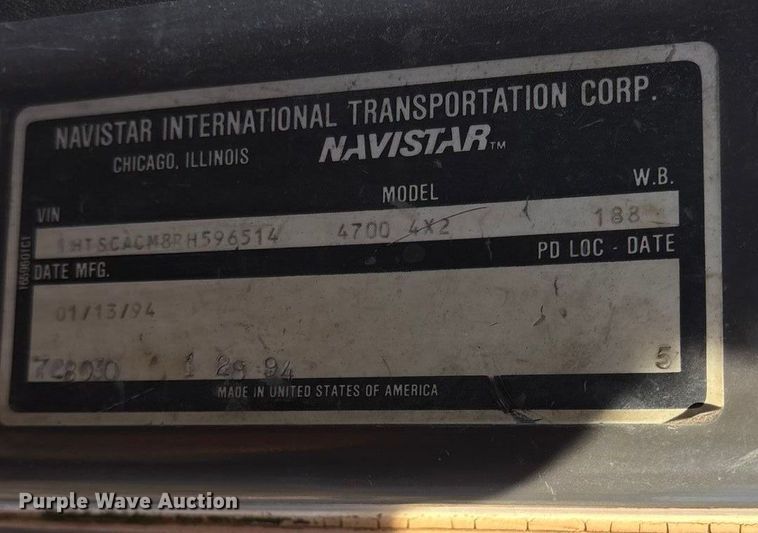 NAVISTAR INTERNATIONAL TRANSPORTATION CORP.
CHICAGO, ILLINOIS NAVISTAR™
VIN MODEL W.B.
1HTSCACM8RH596514 4700 4X2 188
DATE MFG. PD LOC - DATE
01/13/94
1 29 94 5
MADE IN UNITED STATES OF AMERICA
Purple Wave Auction